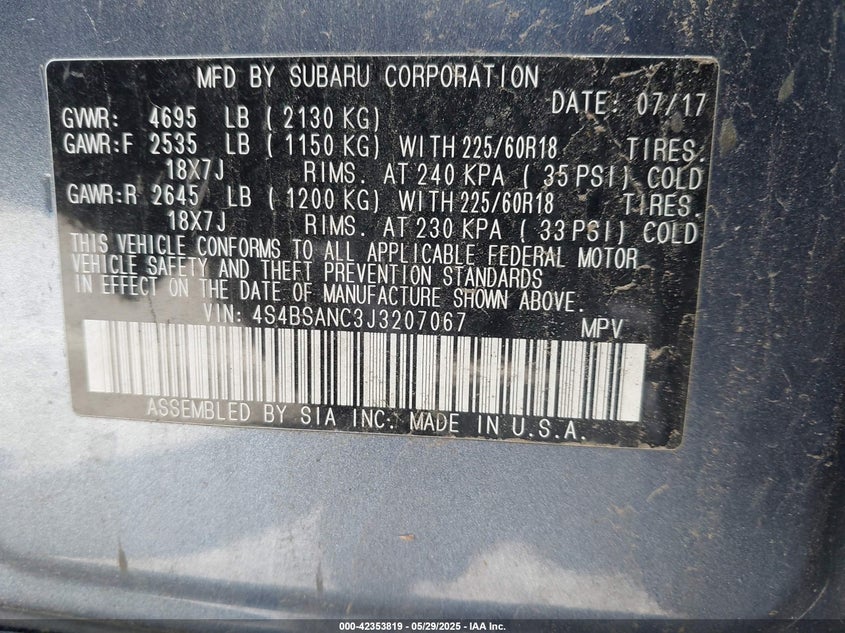 MFD BY SUBARU CORPORATION
DATE: 07/17
GVWR: 4695 LB ( 2130 KG)
GAWR:F 2535 LB ( 1150 KG) WITH 225/60R18 TIRES.
18X7J RIMS. AT 240 KPA ( 35 PSI) COLD
GAWR:R 2645 LB ( 1200 KG) WITH 225/60R18 TIRES.
18X7J RIMS. AT 230 KPA ( 33 PSI) COLD
THIS VEHICLE CONFORMS TO ALL APPLICABLE FEDERAL MOTOR
VEHICLE SAFETY AND THEFT PREVENTION STANDARDS
IN EFFECT ON THE DATE OF MANUFACTURE SHOWN ABOVE.
VIN: 4S4BSANC3J3207067 MPV
ASSEMBLED BY SIA INC. MADE IN U.S.A.
000-42353819 - 05/29/2025 - IAA Inc.